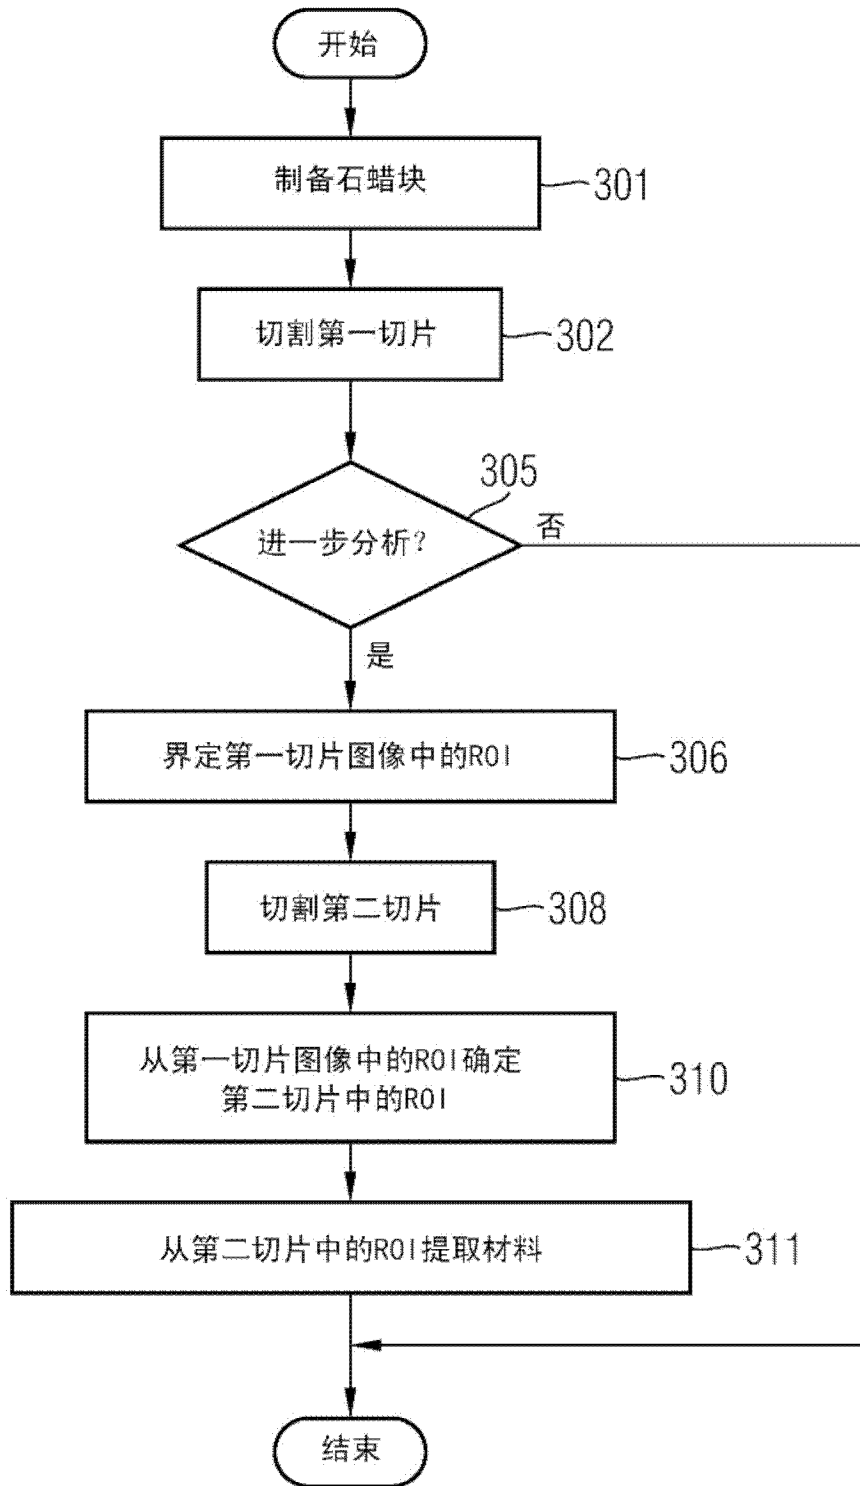 开始
制备石蜡块
301
切割第一切片
302
305
进一步分析?
否
是
界定第一切片图像中的ROI
306
切割第二切片
308
从第一切片图像中的ROI确定
第二切片中的ROI
310
从第二切片中的ROI提取材料
311
结束